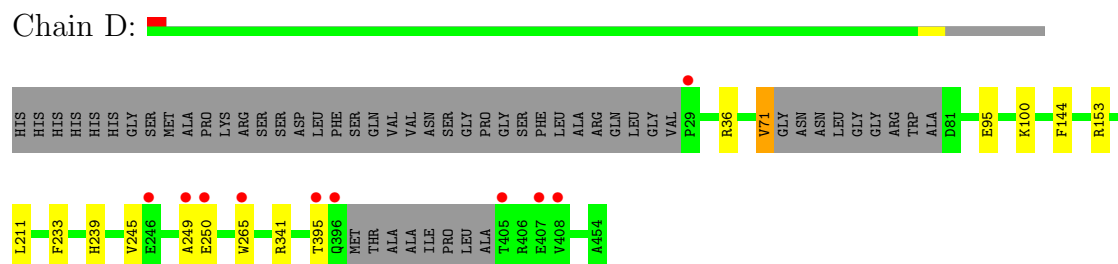 Chain D:
HIS HIS HIS HIS HIS HIS GLY SER MET ALA PRO LYS ARG SER SER ASP LEU PHE SER GLN VAL VAL ASN SER GLY PRO GLY SER PHE LEU ALA ARG GLN LEU GLY VAL P29 R36 V71 GLY ASN ASN LEU GLY GLY ARG TRP ALA D81 E95 K100 F144 R153
L211 F233 H239 V245 E246 A249 E250 W265 R341 T395 Q396 MET THR ALA ALA ILE PRO LEU ALA T405 R406 E407 V408 A454